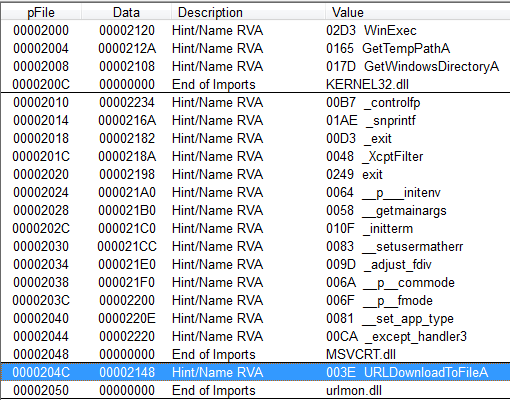 pFile Data Description Value
00002000 00002120 Hint/Name RVA 02D3 WinExec
00002004 0000212A Hint/Name RVA 0165 GetTempPathA
00002008 00002108 Hint/Name RVA 017D GetWindowsDirectoryA
0000200C 00000000 End of Imports KERNEL32.dll
00002010 00002234 Hint/Name RVA 00B7 _controlfp
00002014 0000216A Hint/Name RVA 01AE _snprintf
00002018 00002182 Hint/Name RVA 00D3 _exit
0000201C 0000218A Hint/Name RVA 0048 _XcptFilter
00002020 00002198 Hint/Name RVA 0249 exit
00002024 000021A0 Hint/Name RVA 0064 __p___initenv
00002028 000021B0 Hint/Name RVA 0058 __getmainargs
0000202C 000021C0 Hint/Name RVA 010F _initterm
00002030 000021CC Hint/Name RVA 0083 __setusermatherr
00002034 000021E0 Hint/Name RVA 009D _adjust_fdiv
00002038 000021F0 Hint/Name RVA 006A __p__commode
0000203C 00002200 Hint/Name RVA 006F __p__fmode
00002040 0000220E Hint/Name RVA 0081 __set_app_type
00002044 00002220 Hint/Name RVA 00CA _except_handler3
00002048 00000000 End of Imports MSVCRT.dll
0000204C 00002148 Hint/Name RVA 003E URLDownloadToFileA
00002050 00000000 End of Imports urlmon.dll